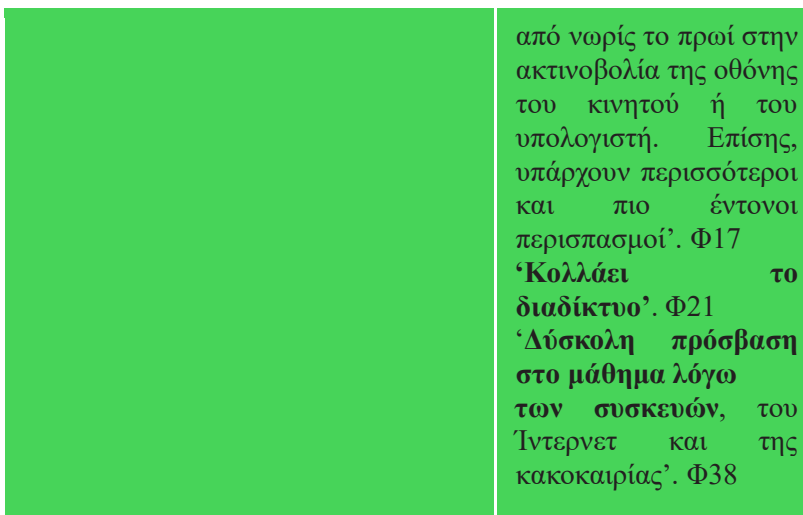 από νωρίς το πρωί στην
ακτινοβολία της οθόνης
του κινητού ή του
υπολογιστή. Επίσης,
υπάρχουν περισσότεροι
και πιο έντονοι
περισπασμοί’. Φ17
‘Κολλάει το
διαδίκτυο’. Φ21
‘Δύσκολη πρόσβαση
στο μάθημα λόγω
των συσκευών, του
Ίντερνετ και της
κακοκαιρίας’. Φ38